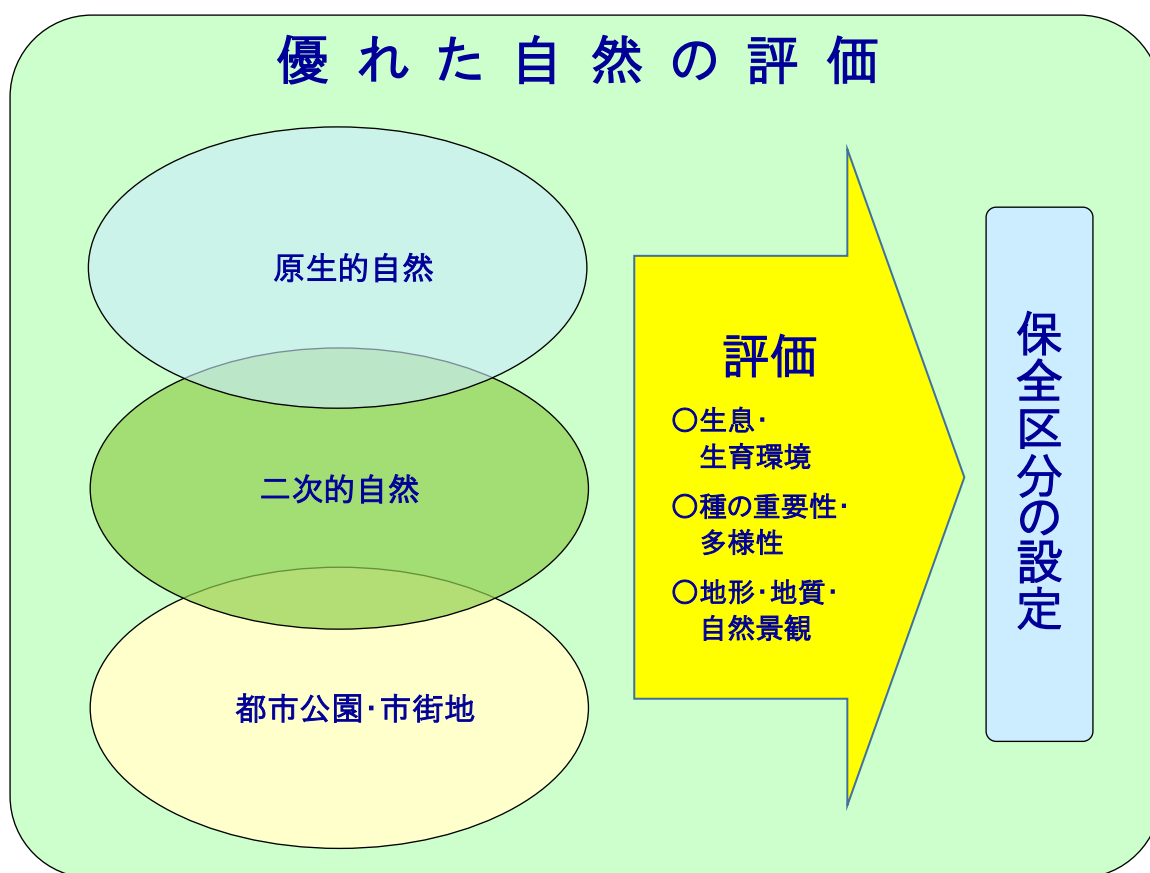 優れた自然の評価
原生的自然
二次的自然
都市公園・市街地
評価
〇生息・
生育環境
〇種の重要性・
多様性
〇地形・地質・
自然景観
保全区分の設定